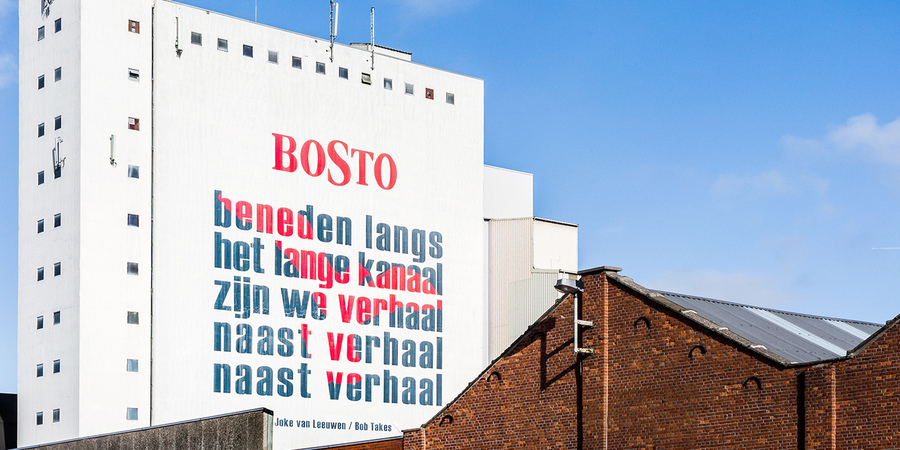 BOSTO
beneden langs
het lange kanaal
zijn we verhaal
naast verhaal
naast verhaal
Joke van Leeuwen / Bob Takes